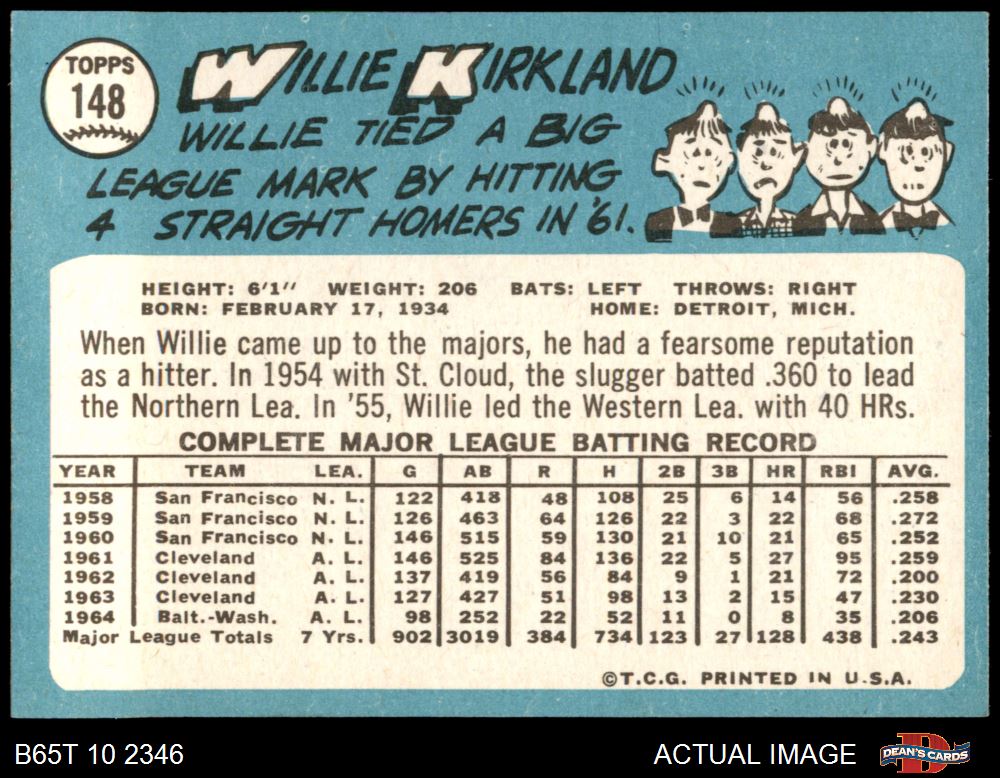 TOPPS
148
WILLIE KIRKLAND
WILLIE TIED A BIG
LEAGUE MARK BY HITTING
4 STRAIGHT HOMERS IN '61.
HEIGHT: 6'1" WEIGHT: 206 BATS: LEFT THROWS: RIGHT
BORN: FEBRUARY 17, 1934 HOME: DETROIT, MICH.
When Willie came up to the majors, he had a fearsome reputation
as a hitter. In 1954 with St. Cloud, the slugger batted .360 to lead
the Northern Lea. In '55, Willie led the Western Lea. with 40 HRs.
COMPLETE MAJOR LEAGUE BATTING RECORD
YEAR TEAM LEA. G AB R H 2B 3B HR RBI AVG.
1958 San Francisco N. L. 122 418 48 108 25 6 14 56 .258
1959 San Francisco N. L. 126 463 64 126 22 3 22 68 .272
1960 San Francisco N. L. 146 515 59 130 21 10 21 65 .252
1961 Cleveland A. L. 146 525 84 136 22 5 27 95 .259
1962 Cleveland A. L. 137 419 56 84 9 1 21 72 .200
1963 Cleveland A. L. 127 427 51 98 13 2 15 47 .230
1964 Balt.-Wash. A. L. 98 252 22 52 11 0 8 35 .206
Major League Totals 7 Yrs. 902 3019 384 734 123 27 128 438 .243
©T.C.G. PRINTED IN U.S.A.
B65T 10 2346 ACTUAL IMAGE DEAN'S CARDS